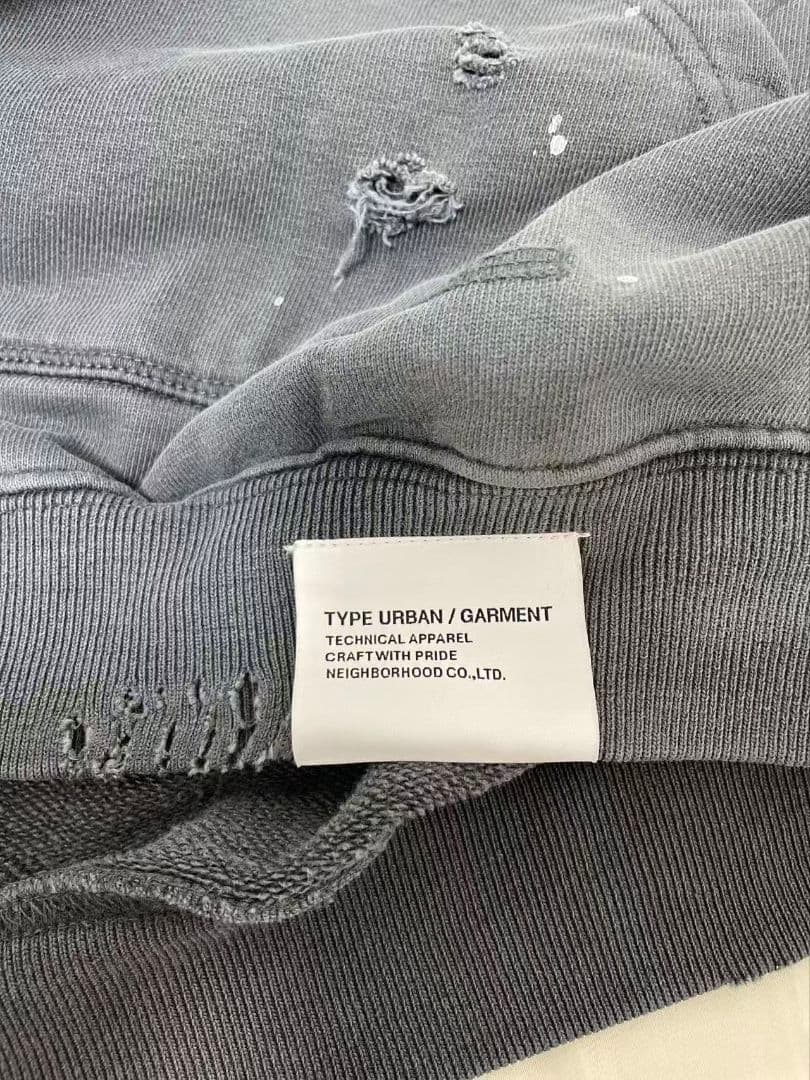 TYPE URBAN / GARMENT
TECHNICAL APPAREL
CRAFT WITH PRIDE
NEIGHBORHOOD CO.,LTD.